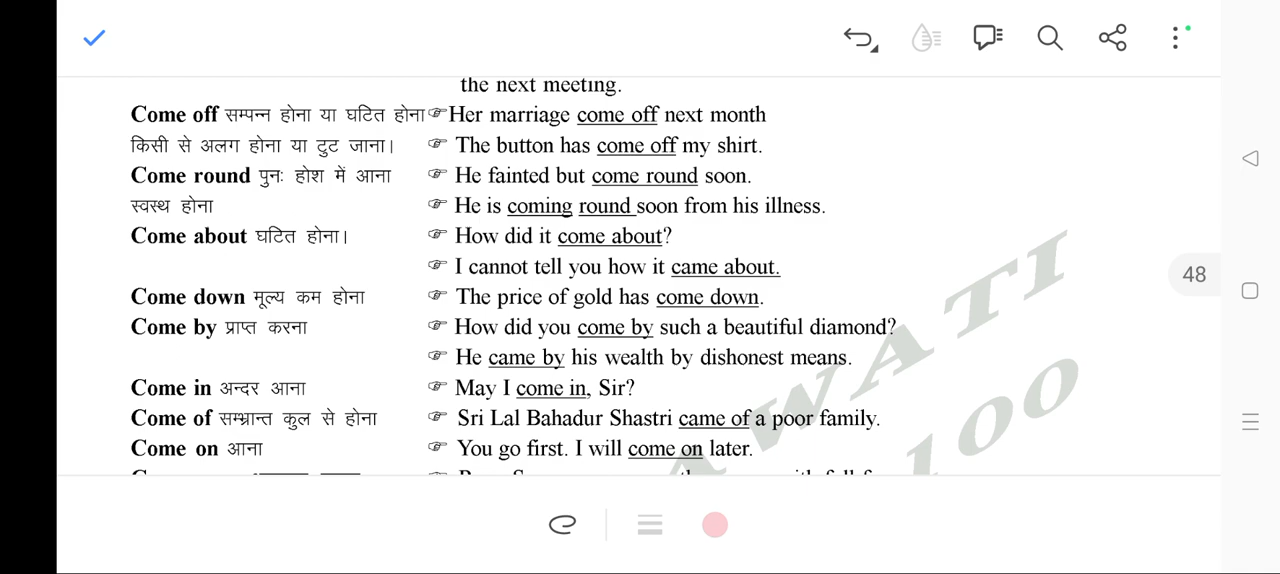 the next meeting.
Come off सम्पन्न होना या घटित होना ☞Her marriage come off next month
किसी से अलग होना या टुट जाना। ☞ The button has come off my shirt.
Come round पुनः होश में आना ☞ He fainted but come round soon.
स्वस्थ होना ☞ He is coming round soon from his illness.
Come about घटित होना। ☞ How did it come about?
☞ I cannot tell you how it came about.
Come down मूल्य कम होना ☞ The price of gold has come down.
Come by प्राप्त करना ☞ How did you come by such a beautiful diamond?
☞ He came by his wealth by dishonest means.
Come in अन्दर आना ☞ May I come in, Sir?
Come of सम्भ्रान्त कुल से होना ☞ Sri Lal Bahadur Shastri came of a poor family.
Come on आना ☞ You go first. I will come on later.
48
AWATI
100